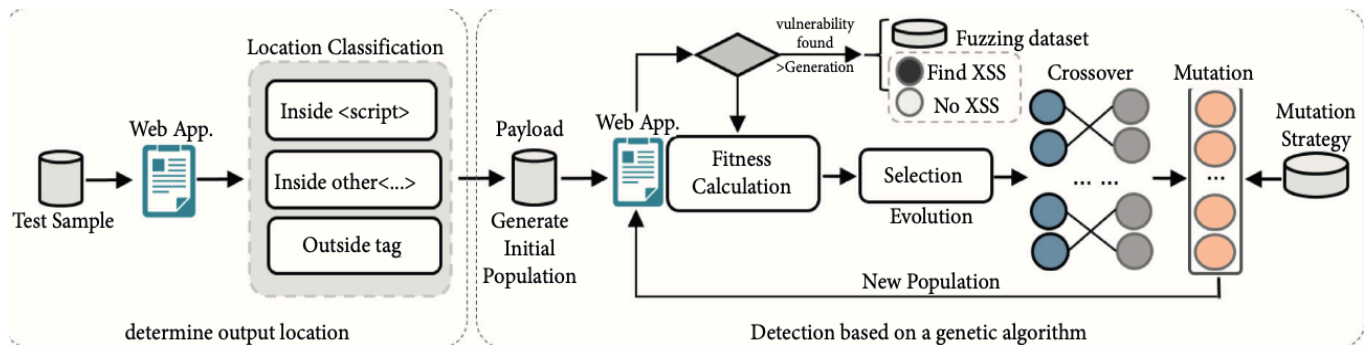 Location Classification
Inside <script>
Inside other<...>
Outside tag
Test Sample
Web App.
determine output location
Payload
Generate
Initial
Population
Web App.
vulnerability
found
>Generation
Fuzzing dataset
Find XSS
No XSS
Fitness
Calculation
Selection
Evolution
Crossover
... ...
Mutation
...
Mutation
Strategy
New Population
Detection based on a genetic algorithm